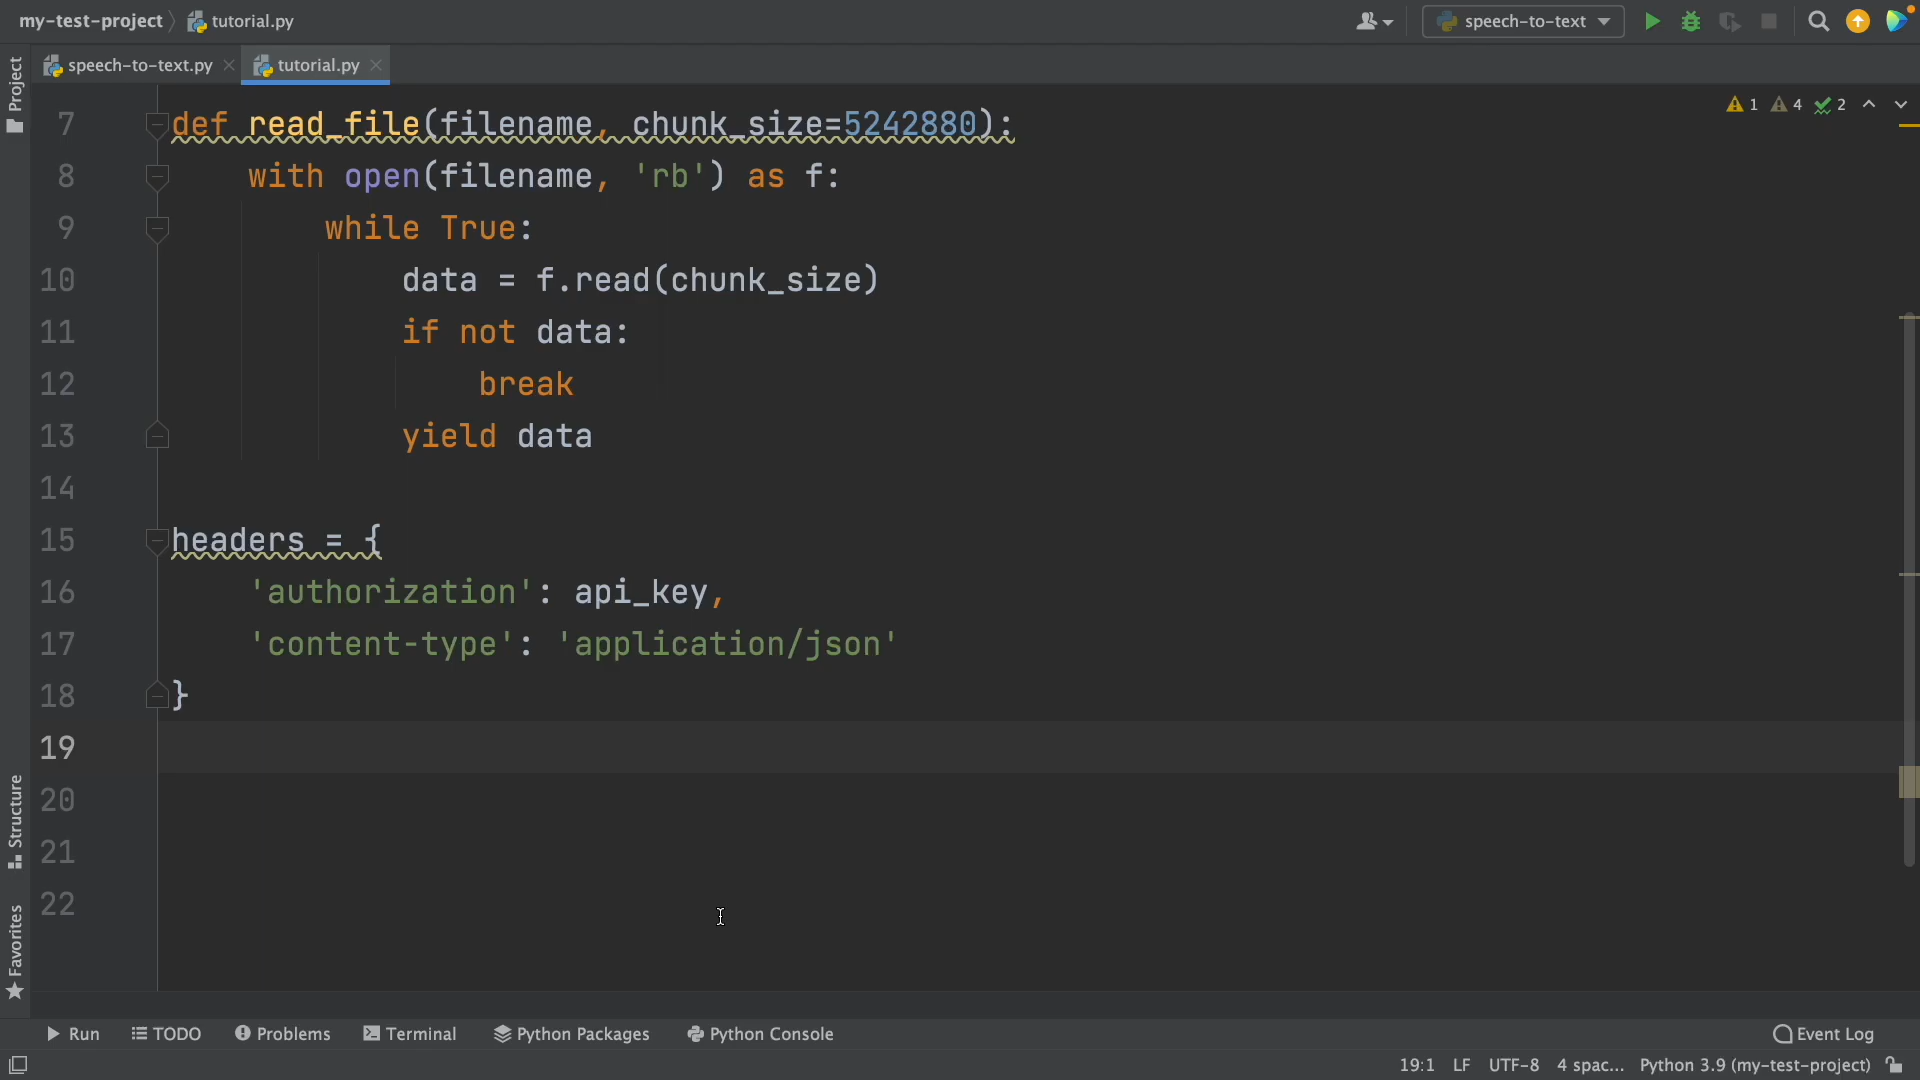 my-test-project tutorial.py speech-to-text
speech-to-text.py tutorial.py
Project
1 4 2
7 def read_file(filename, chunk_size=5242880):
8 with open(filename, 'rb') as f:
9 while True:
10 data = f.read(chunk_size)
11 if not data:
12 break
13 yield data
14
15 headers = {
16 'authorization': api_key,
17 'content-type': 'application/json'
18 }
19
20
21
22
Structure
Favorites
Run TODO Problems Terminal Python Packages Python Console Event Log
19:1 LF UTF-8 4 spac... Python 3.9 (my-test-project)